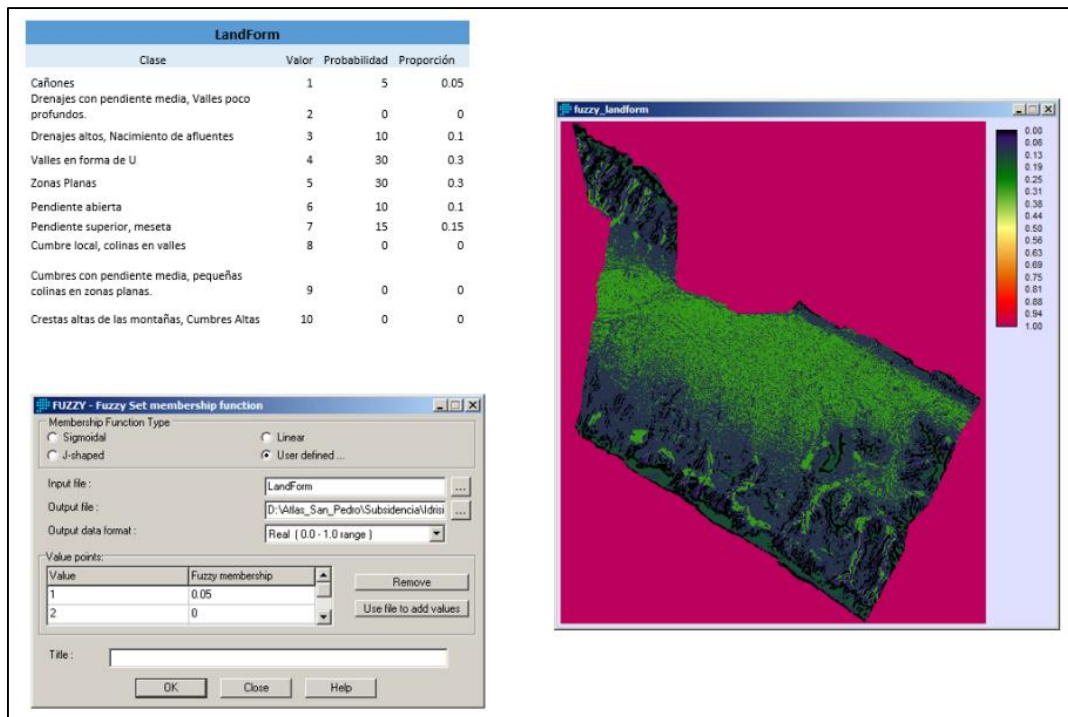 LandForm
Clase Valor Probabilidad Proporción
Cañones 1 5 0.05
Drenajes con pendiente media, Valles poco
profundos. 2 0 0
Drenajes altos, Nacimiento de afluentes 3 10 0.1
Valles en forma de U 4 30 0.3
Zonas Planas 5 30 0.3
Pendiente abierta 6 10 0.1
Pendiente superior, meseta 7 15 0.15
Cumbre local, colinas en valles 8 0 0
Cumbres con pendiente media, pequeñas
colinas en zonas planas. 9 0 0
Crestas altas de las montañas, Cumbres Altas 10 0 0
FUZZY - Fuzzy Set membership function
Membership Function Type
Sigmoidal Linear
J-shaped User defined ...
Input file : LandForm ...
Output file : D:\Atlas_San_Pedro\Subsidencia\Idrisi ...
Output data format : Real ( 0.0 - 1.0 range )
Value points:
Value Fuzzy membership
1 0.05
2 0
Remove
Use file to add values
Title :
OK Close Help
fuzzy_landform
0.00
0.06
0.13
0.19
0.25
0.31
0.38
0.44
0.50
0.56
0.63
0.69
0.75
0.81
0.88
0.94
1.00